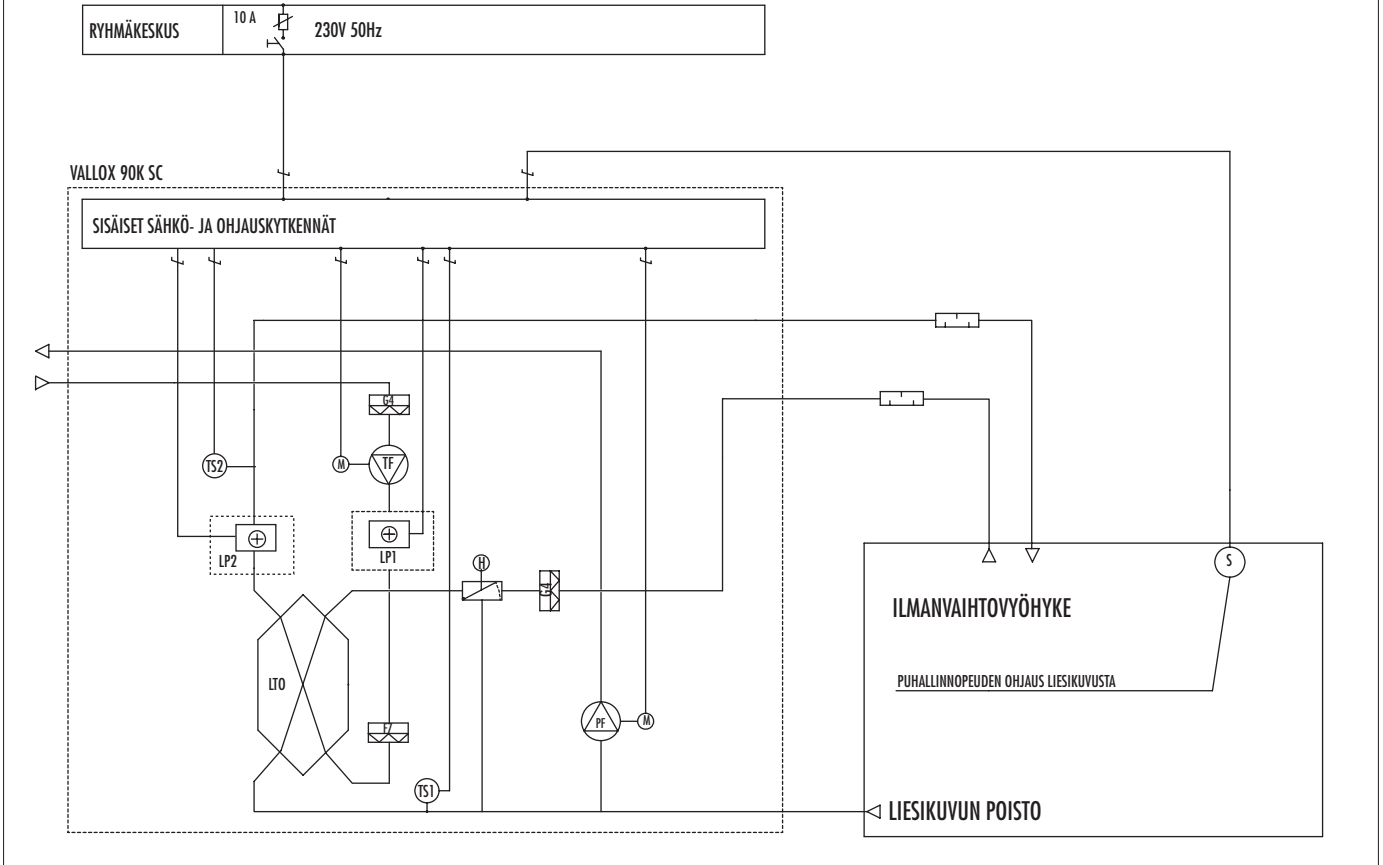 10 A
RYHMÄKESKUS
230V 50Hz
VALLOX 90K SC
SISÄISET SÄHKÖ- JA OHJAUSKYTKENNÄT
G4
TS2
M
TF
LP2
LP1
H
G4
S
ILMANVAIHTOVYÖHYKE
LTO
PUHALLINNOPEUDEN OHJAUS LIESIKUVUSTA
PF
M
F7
TS1
LIESIKUVUN POISTO